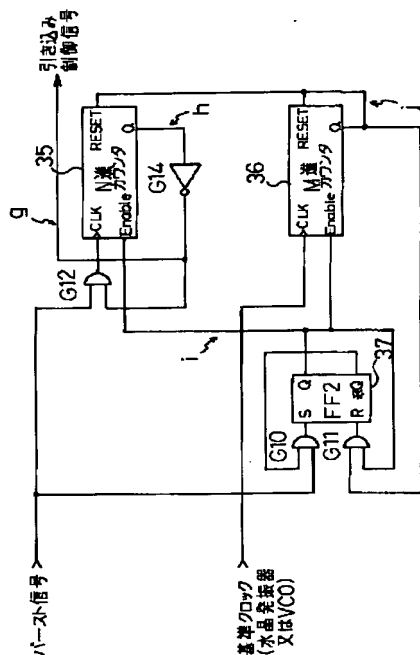 バースト信号
基準クロック
(水晶発振器
又はVCO)
引き込み
制御信号
g
35
CLK
N進
カウンタ
RESET
Enable
Q
h
G14
G12
i
36
CLK
M進
カウンタ
RESET
Enable
Q
j
G10
G11
S
Q
FF2
R
37